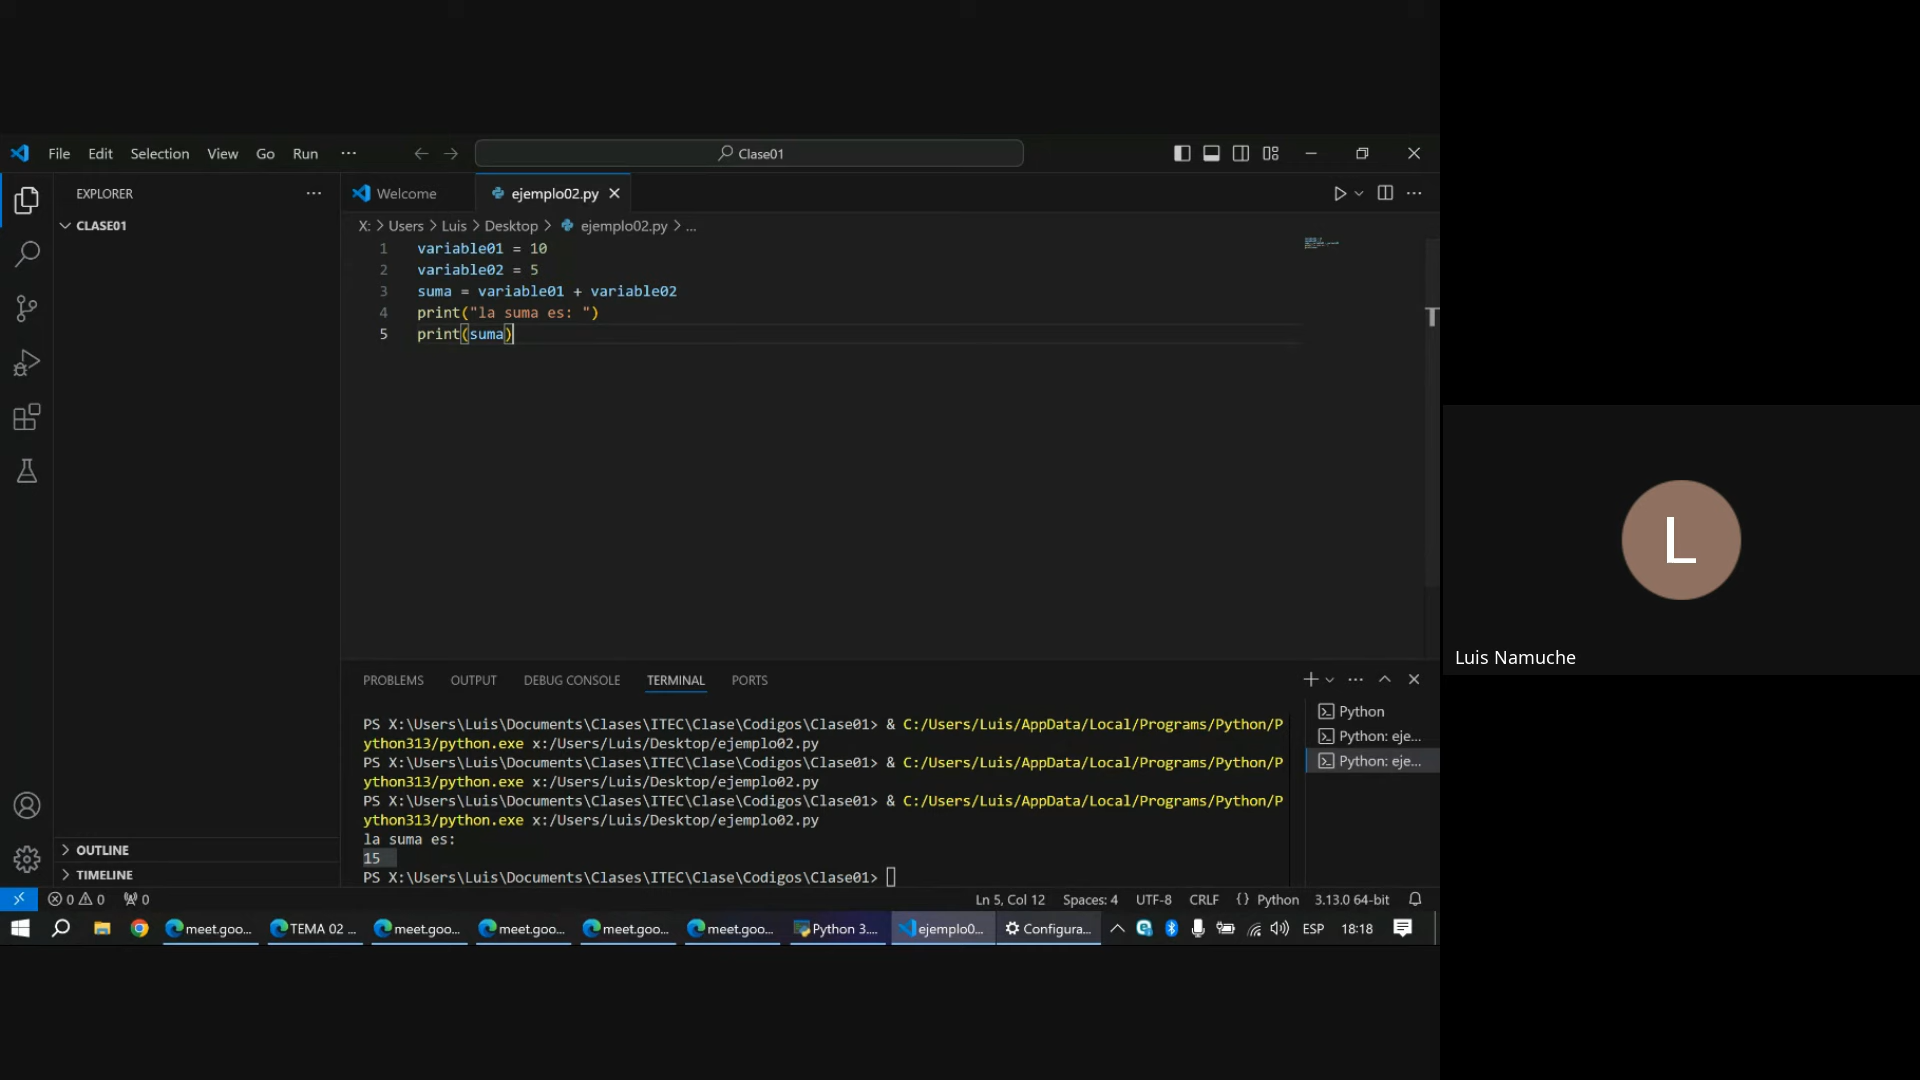 File Edit Selection View Go Run ···
Clase01
EXPLORER ···
CLASE01
Welcome
ejemplo02.py
X: > Users > Luis > Desktop > ejemplo02.py > ...
1 variable01 = 10
2 variable02 = 5
3 suma = variable01 + variable02
4 print("la suma es: ")
5 print(suma)
T
L
Luis Namuche
PROBLEMS OUTPUT DEBUG CONSOLE TERMINAL PORTS
PS X:\Users\Luis\Documents\Clases\ITEC\Clase\Codigos\Clase01> & C:/Users/Luis/AppData/Local/Programs/Python/P
ython313/python.exe x:/Users/Luis/Desktop/ejemplo02.py
PS X:\Users\Luis\Documents\Clases\ITEC\Clase\Codigos\Clase01> & C:/Users/Luis/AppData/Local/Programs/Python/P
ython313/python.exe x:/Users/Luis/Desktop/ejemplo02.py
PS X:\Users\Luis\Documents\Clases\ITEC\Clase\Codigos\Clase01> & C:/Users/Luis/AppData/Local/Programs/Python/P
ython313/python.exe x:/Users/Luis/Desktop/ejemplo02.py
la suma es:
15
PS X:\Users\Luis\Documents\Clases\ITEC\Clase\Codigos\Clase01>
Python
Python: eje...
Python: eje...
OUTLINE
TIMELINE
0 0 0
Ln 5, Col 12 Spaces: 4 UTF-8 CRLF {} Python 3.13.0 64-bit
meet.goo... TEMA 02 ... meet.goo... meet.goo... meet.goo... meet.goo... Python 3.... ejemplo0... Configura... ESP 18:18